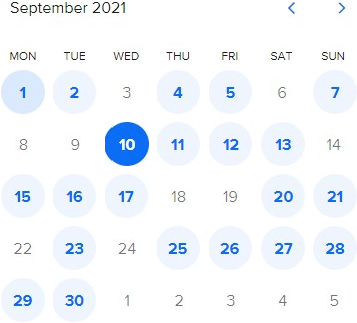 September 2021
MON TUE WED THU FRI SAT SUN
1 2 3 4 5 6 7
8 9 10 11 12 13 14
15 16 17 18 19 20 21
22 23 24 25 26 27 28
29 30 1 2 3 4 5